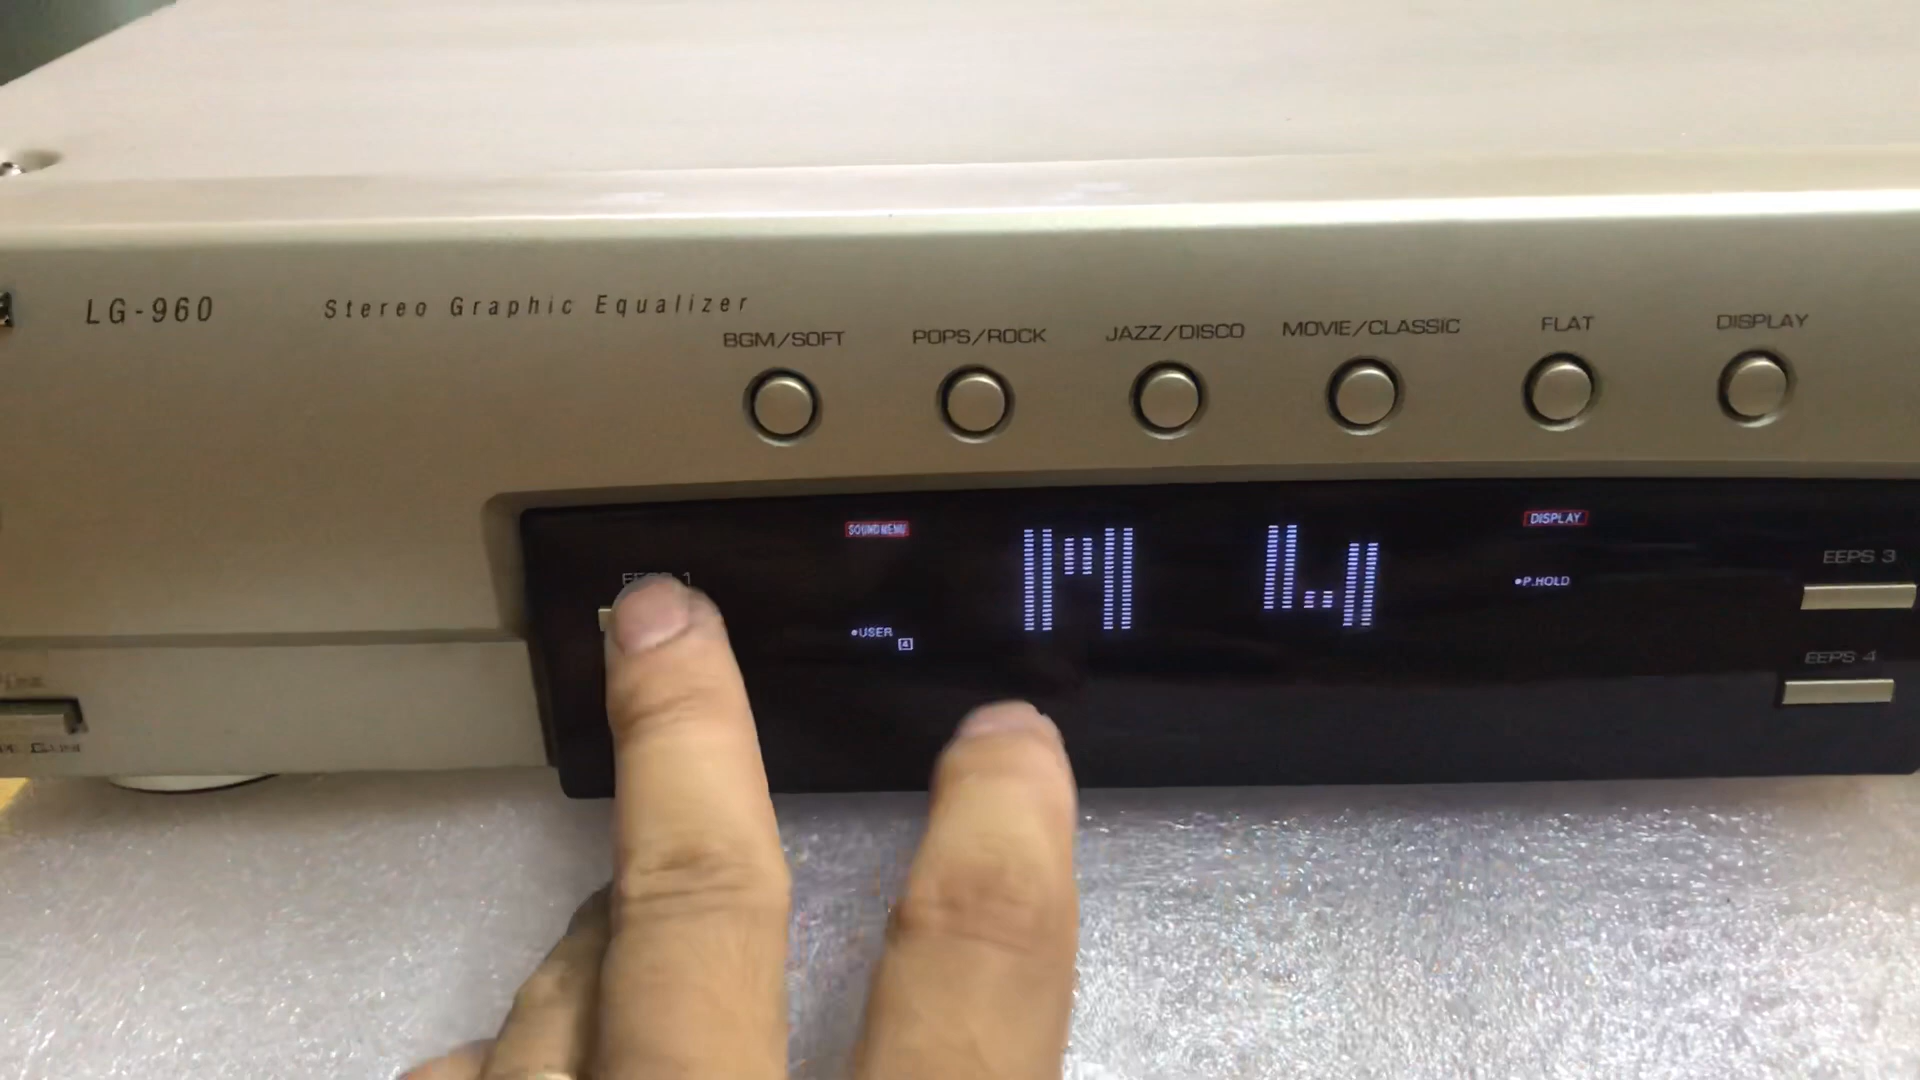 LG-960
Stereo Graphic Equalizer
BGM/SOFT
POPS/ROCK
JAZZ/DISCO
MOVIE/CLASSIC
FLAT
DISPLAY
SOUND MENU
DISPLAY
EEPS 3
P.HOLD
USER
4
EEPS 4